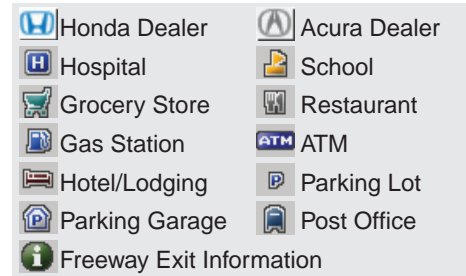 Honda Dealer Acura Dealer
H Hospital School
Grocery Store Restaurant
Gas Station ATM ATM
Hotel/Lodging P Parking Lot
P Parking Garage Post Office
i Freeway Exit Information